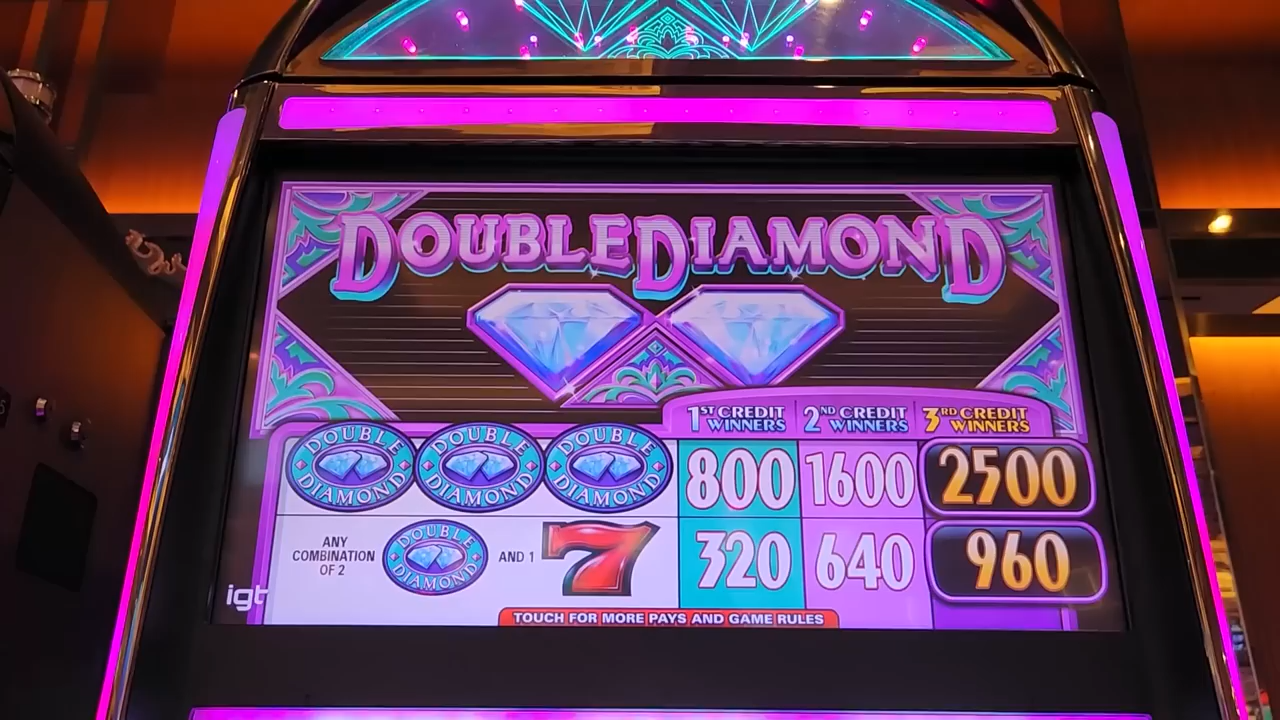 DOUBLE DIAMOND
1ST CREDIT WINNERS 2ND CREDIT WINNERS 3RD CREDIT WINNERS
DOUBLE DIAMOND DOUBLE DIAMOND DOUBLE DIAMOND 800 1600 2500
ANY COMBINATION OF 2 DOUBLE DIAMOND AND 1 7 320 640 960
igt
TOUCH FOR MORE PAYS AND GAME RULES